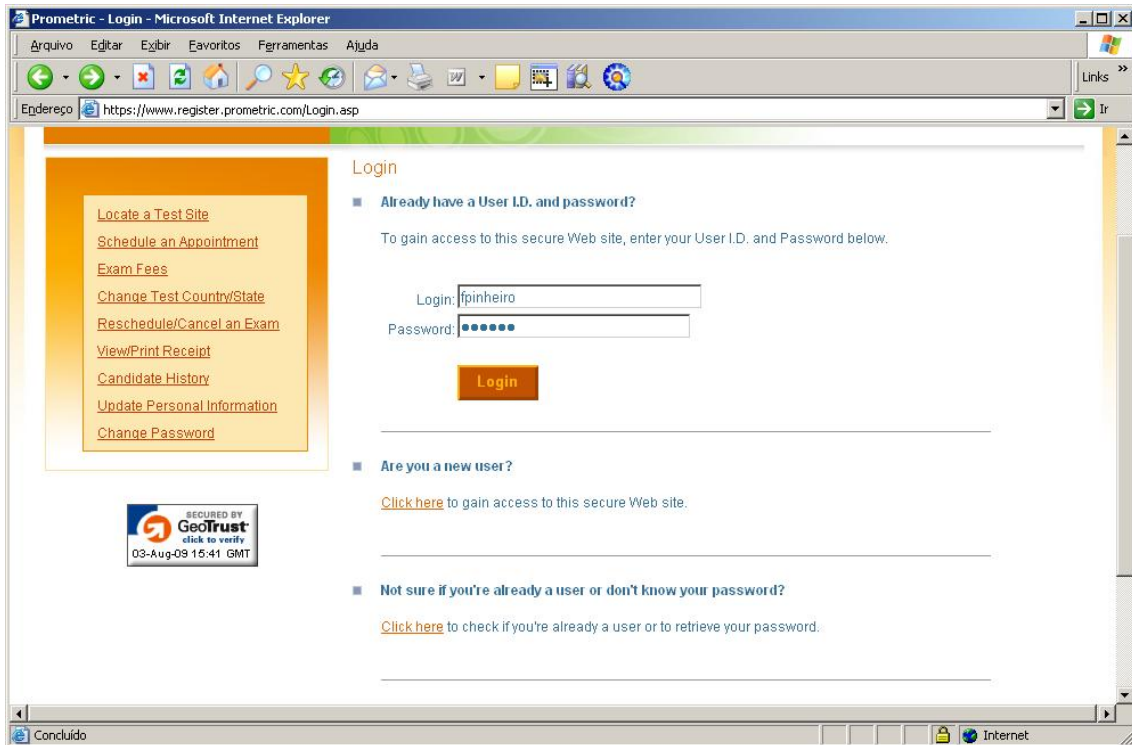 Prometric - Login - Microsoft Internet Explorer
Arquivo Editar Exibir Favoritos Ferramentas Ajuda
Links »
Endereço https://www.register.prometric.com/Login.asp Ir
Login
Already have a User I.D. and password?
To gain access to this secure Web site, enter your User I.D. and Password below.
Login: fpinheiro
Password: ●●●●●●
Login
Locate a Test Site
Schedule an Appointment
Exam Fees
Change Test Country/State
Reschedule/Cancel an Exam
View/Print Receipt
Candidate History
Update Personal Information
Change Password
Are you a new user?
Click here to gain access to this secure Web site.
SECURED BY
GeoTrust
click to verify
03-Aug-09 15:41 GMT
Not sure if you're already a user or don't know your password?
Click here to check if you're already a user or to retrieve your password.
Concluído
Internet